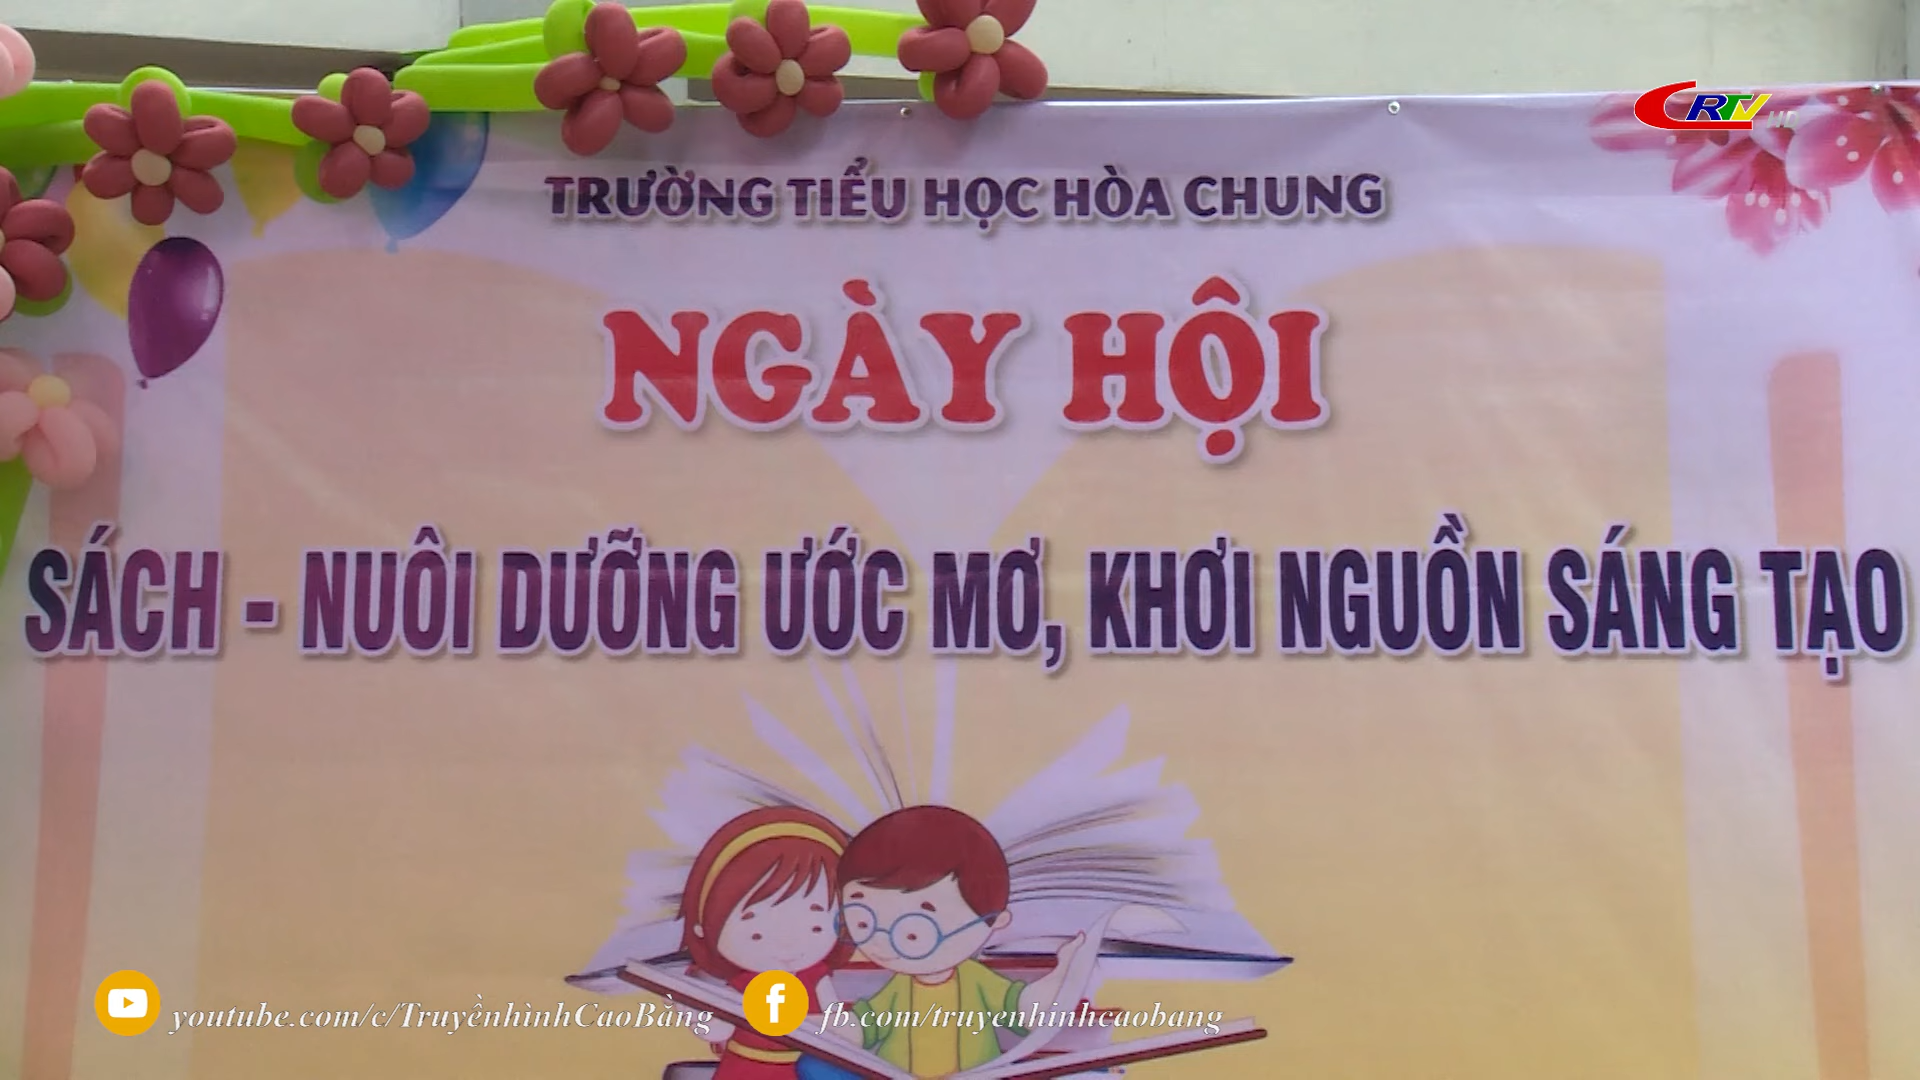 CRTV HD
TRƯỜNG TIỂU HỌC HÒA CHUNG
NGÀY HỘI
SÁCH - NUÔI DƯỠNG ƯỚC MƠ, KHƠI NGUỒN SÁNG TẠO
youtube.com/c/TruyềnhìnhCaoBằng
fb.com/truyenhinhcaobang